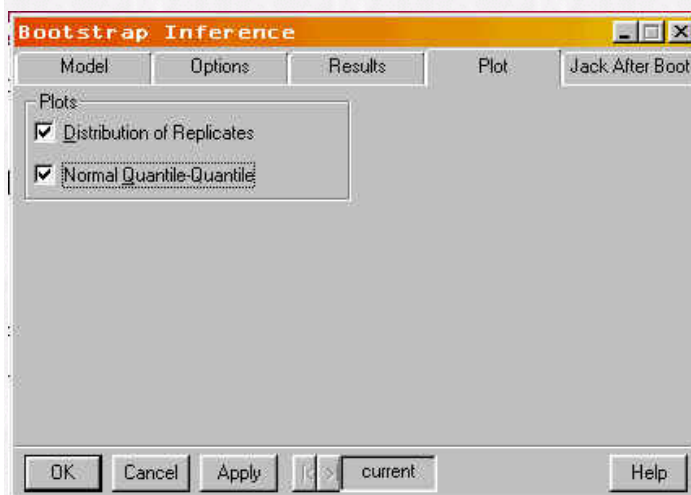 Bootstrap Inference
Model Options Results Plot Jack After Boot
Plots
Distribution of Replicates
Normal Quantile-Quantile
OK Cancel Apply current Help